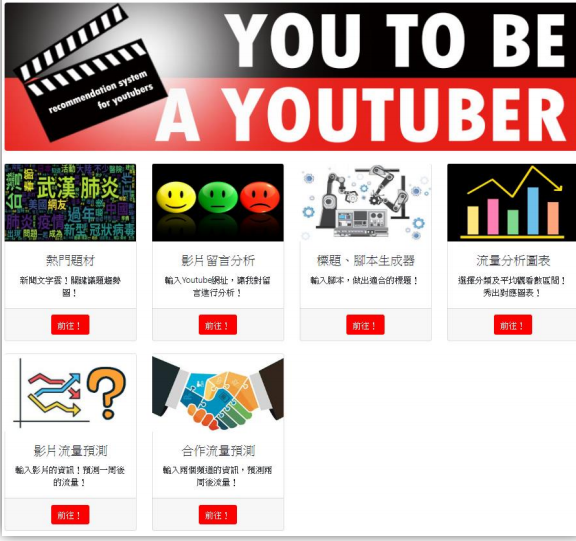 YOU TO BE
A YOUTUBER
recommendation system
for youtubers
武漢肺炎
美國網友
過年
肺炎疫情
新型冠狀病毒
熱門題材
新聞文字雲！關鍵議題趨勢
圖！
前往！
影片留言分析
輸入Youtube網址，讓我對留
言進行分析！
前往！
標題、腳本生成器
輸入腳本，做出適合的標題！
前往！
流量分析圖表
選擇分類及平均觀看數區間！
秀出對應圖表！
前往！
影片流量預測
輸入影片的資訊！預測一周後
的流量！
前往！
合作流量預測
輸入兩個頻道的資訊，預測兩
周後流量！
前往！